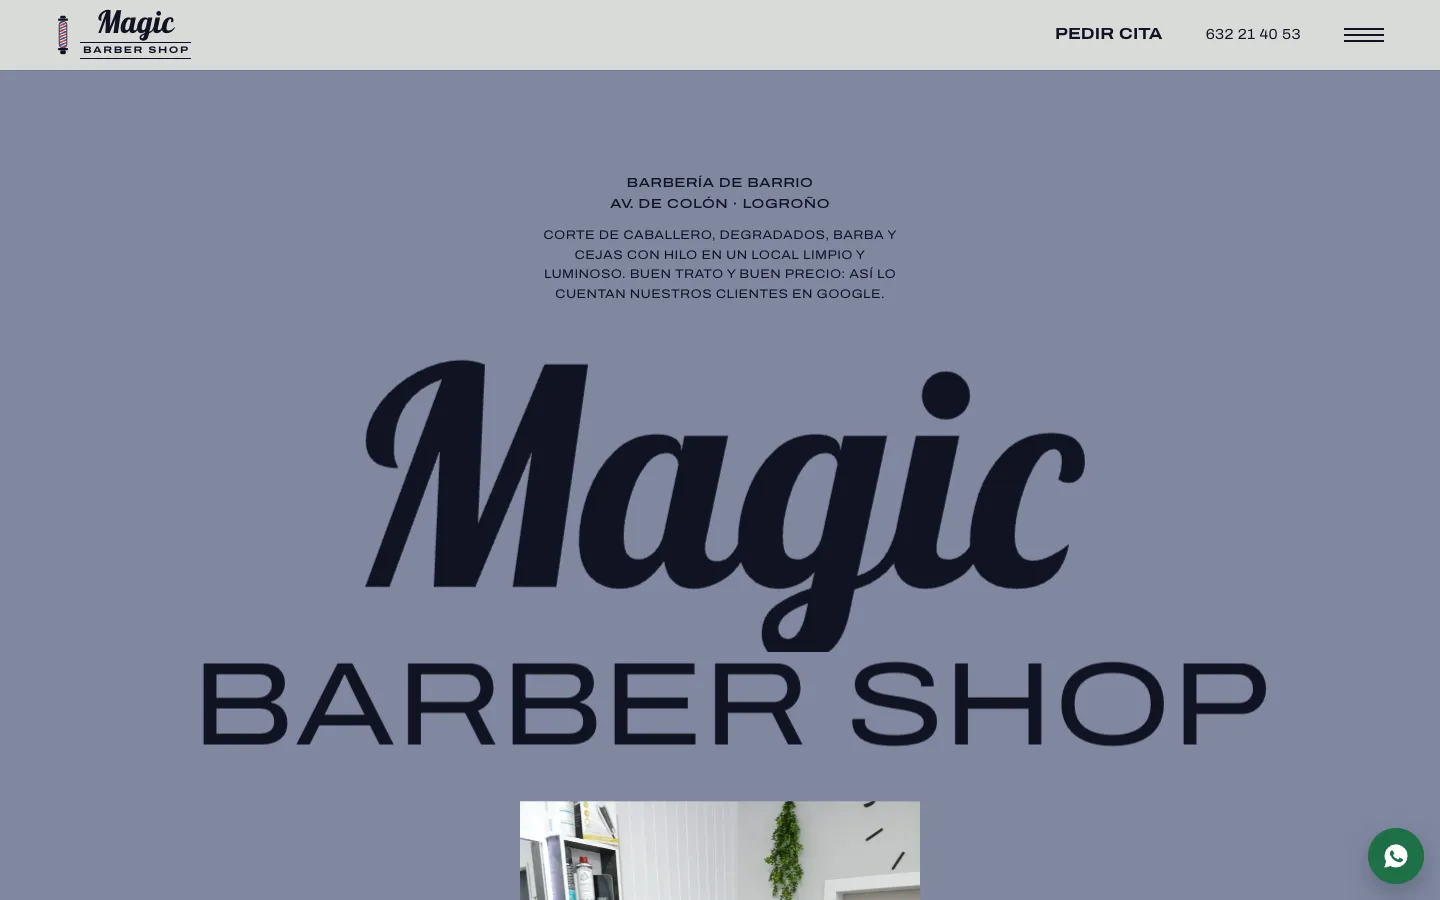 Magic
BARBER SHOP
PEDIR CITA
632 21 40 53
BARBERÍA DE BARRIO
AV. DE COLÓN · LOGROÑO
CORTE DE CABALLERO, DEGRADADOS, BARBA Y
CEJAS CON HILO EN UN LOCAL LIMPIO Y
LUMINOSO. BUEN TRATO Y BUEN PRECIO: ASÍ LO
CUENTAN NUESTROS CLIENTES EN GOOGLE.
Magic
BARBER SHOP